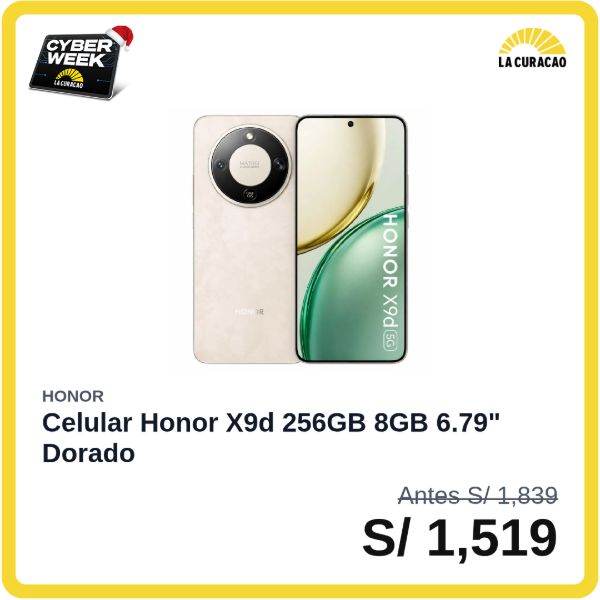 CYBER
WEEK
LA CURACAO
LA CURACAO
MATRIX
HONOR
HONOR X9d 5G
HONOR
Celular Honor X9d 256GB 8GB 6.79"
Dorado
Antes S/ 1,839
S/ 1,519